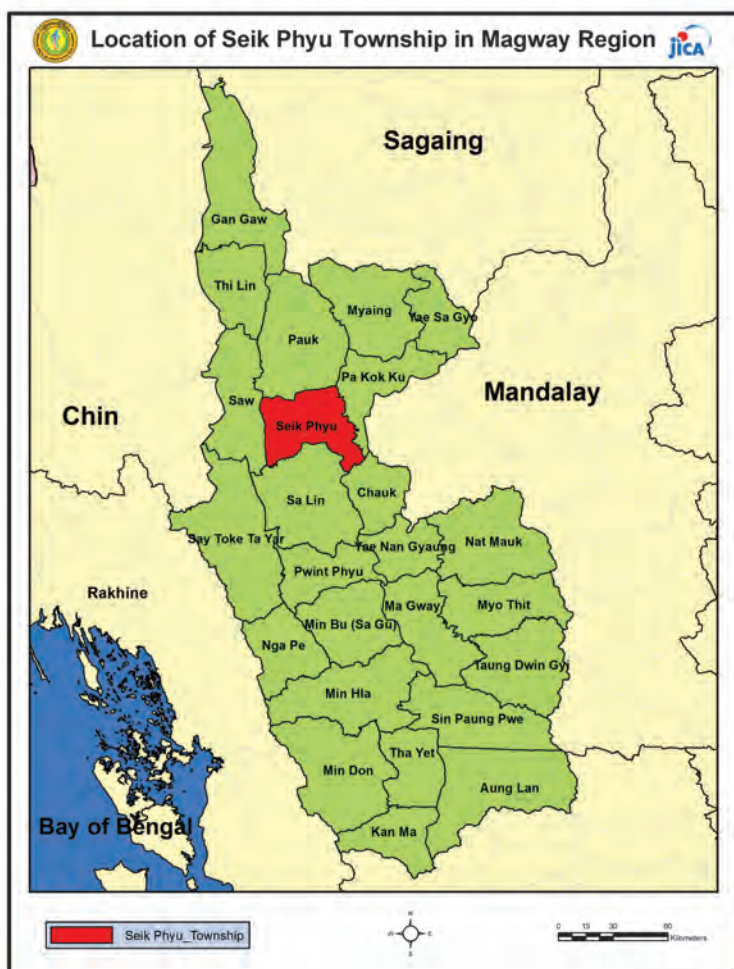 Location of Seik Phyu Township in Magway Region
jICA
Sagaing
Gan Gaw
Thi Lin
Myaing
Yae Sa Gyo
Pauk
Pa Kok Ku
Mandalay
Saw
Chin
Seik Phyu
Sa Lin
Chauk
Say Toke Ta Yar
Yae Nan Gyaung
Nat Mauk
Pwint Phyu
Rakhine
Ma Gway
Myo Thit
Min Bu (Sa Gu)
Nga Pe
Taung Dwin Gyi
Min Hla
Sin Paung Pwe
Tha Yet
Min Don
Aung Lan
Bay of Bengal
Kan Ma
Seik Phyu_Township
N
W E
S
0 15 30 60
Kilometers